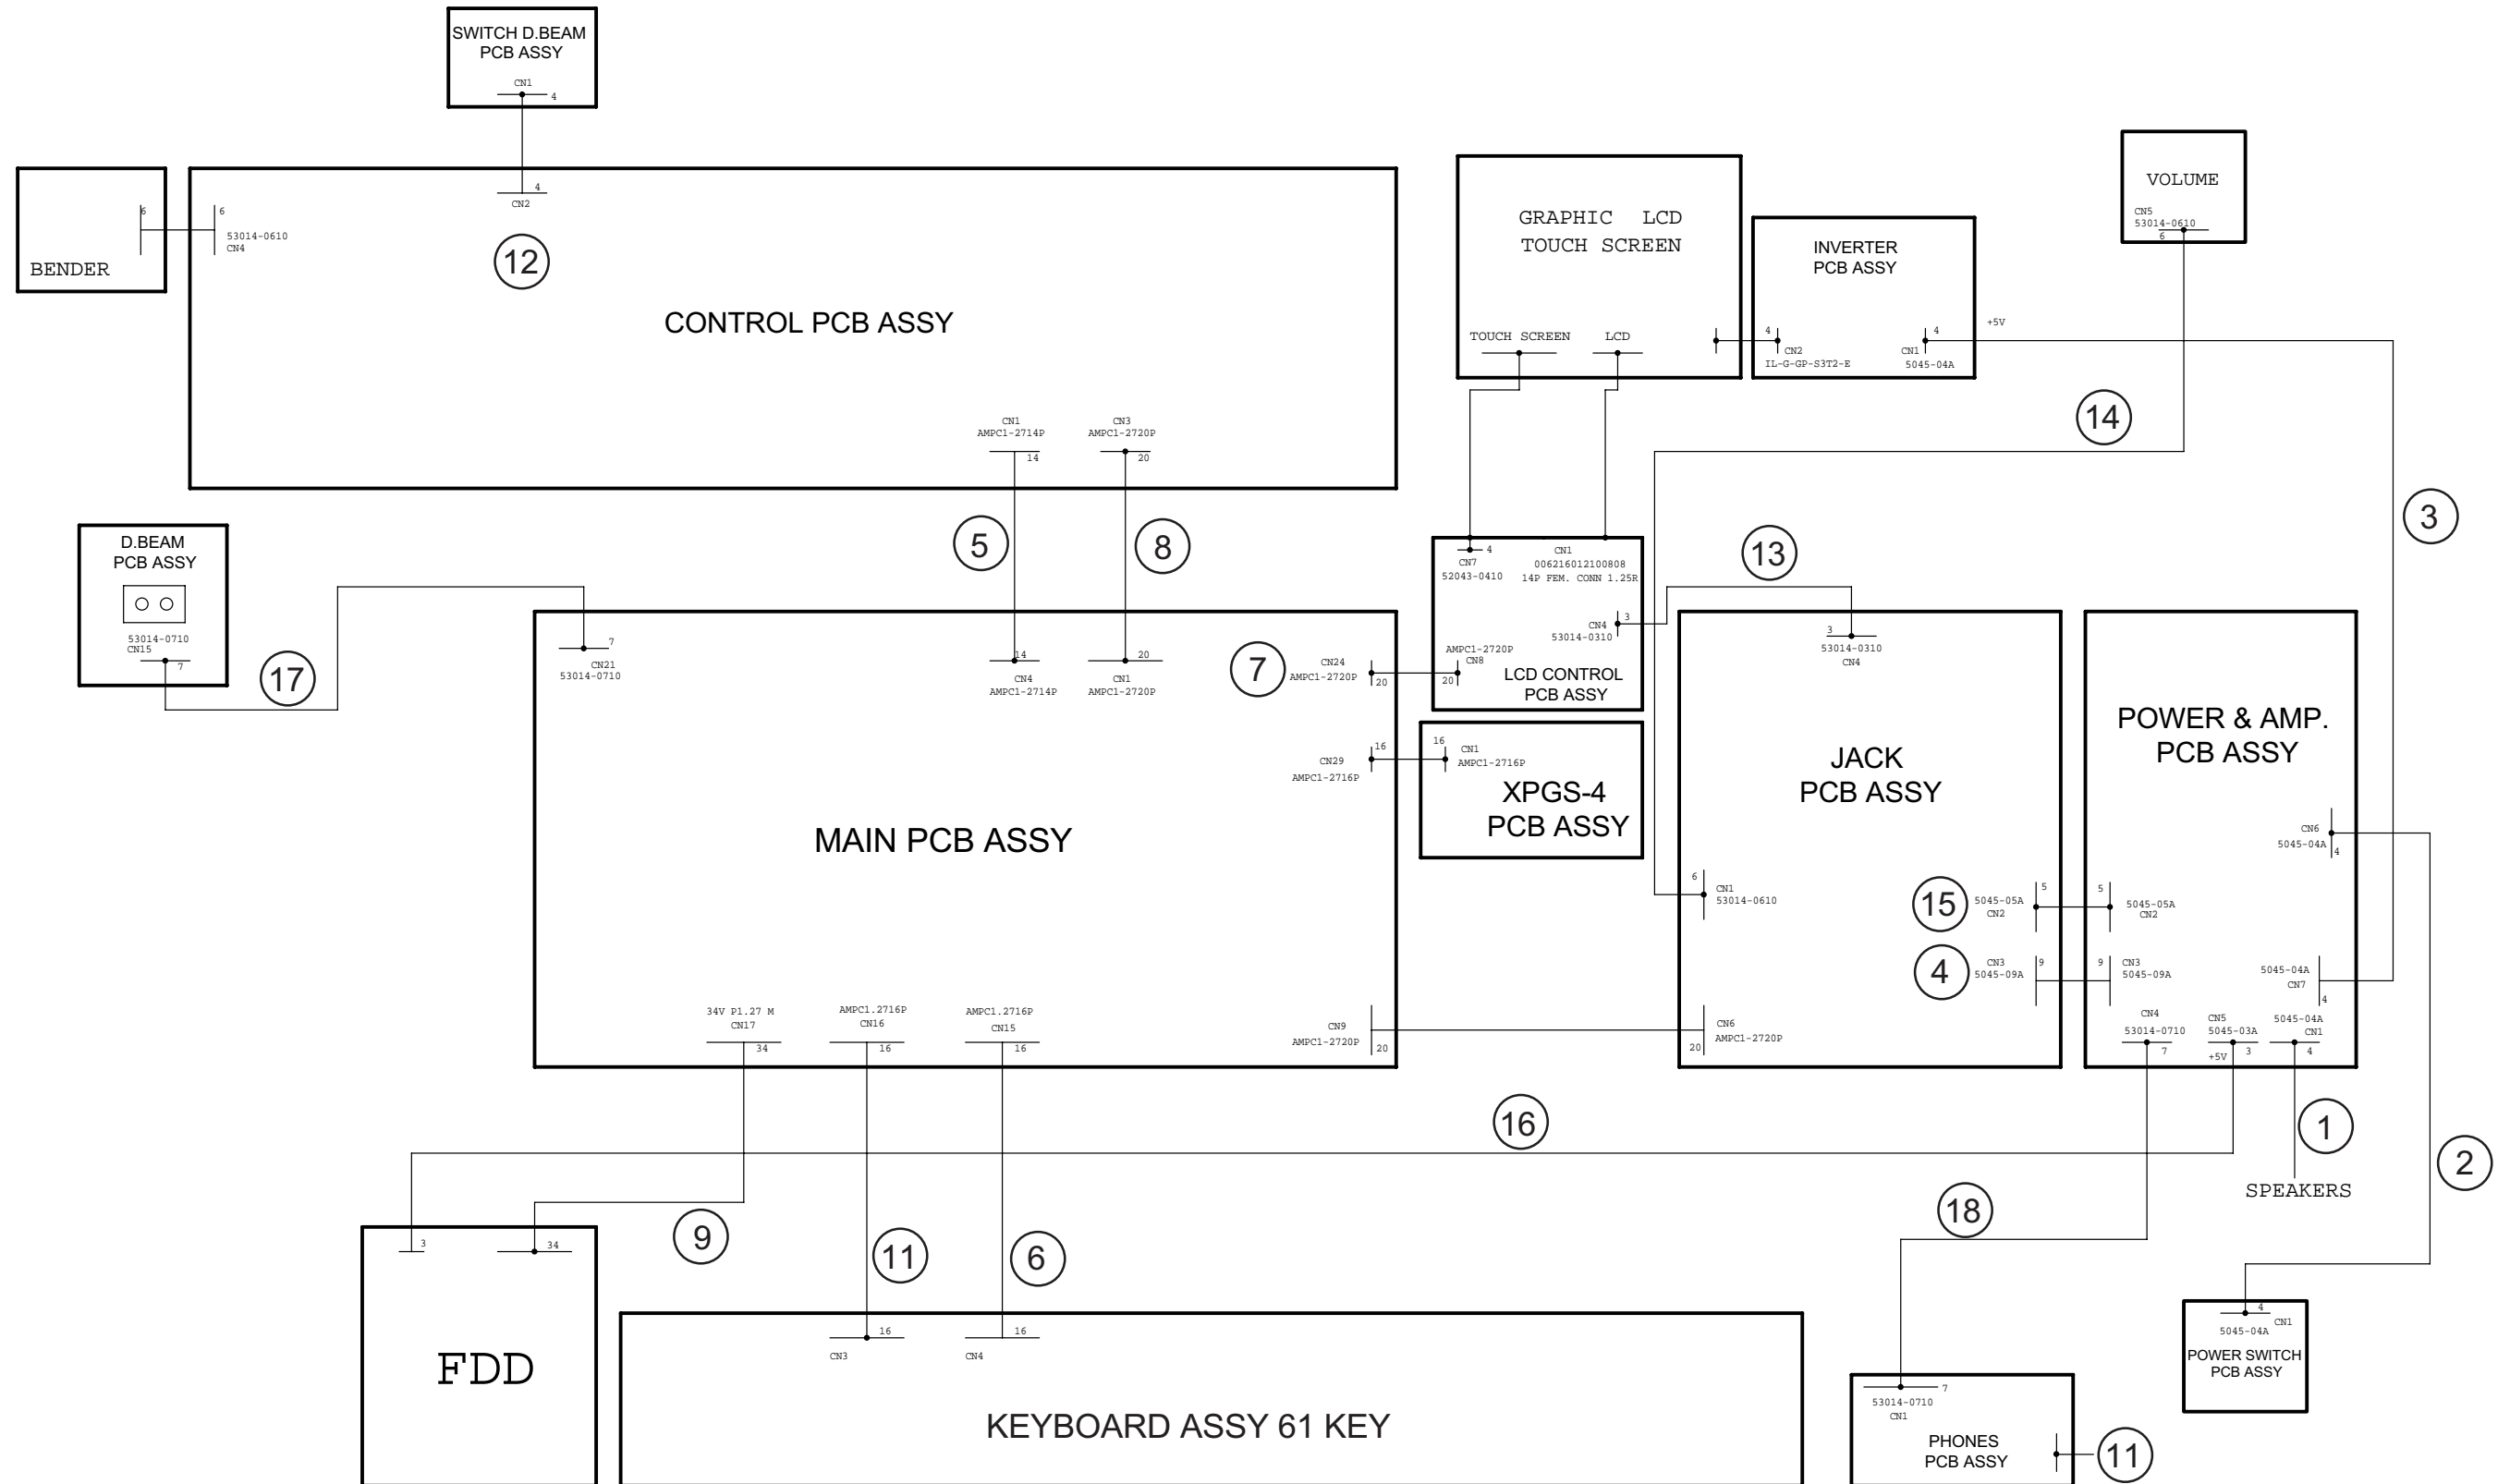 SWITCH D.BEAM
PCB ASSY
CN1
4
4
CN2
12
6
BENDER
6
53014-0610
CN4
CONTROL PCB ASSY
CN1
AMPC1-2714P
14
CN3
AMPC1-2720P
20
GRAPHIC LCD
TOUCH SCREEN
TOUCH SCREEN
LCD
INVERTER
PCB ASSY
4
CN2
IL-G-GP-S3T2-E
4
CN1
5045-04A
+5V
VOLUME
CN5
53014-0610
6
14
3
5
8
13
D.BEAM
PCB ASSY
53014-0710
CN15
7
17
7
CN21
53014-0710
14
CN4
AMPC1-2714P
20
CN1
AMPC1-2720P
7
CN24
AMPC1-2720P
20
4
CN7
52043-0410
CN1
006216012100808
14P FEM. CONN 1.25R
3
CN4
53014-0310
AMPC1-2720P
CN8
20
LCD CONTROL
PCB ASSY
16
CN29
AMPC1-2716P
16
CN1
AMPC1-2716P
XPGS-4
PCB ASSY
MAIN PCB ASSY
3
53014-0310
CN4
JACK
PCB ASSY
6
CN1
53014-0610
15
5045-05A
CN2
5
4
CN3
5045-09A
9
CN6
AMPC1-2720P
20
POWER & AMP.
PCB ASSY
CN6
5045-04A
4
5
5045-05A
CN2
9
CN3
5045-09A
5045-04A
CN7
4
CN4
53014-0710
7
CN5
5045-03A
+5V
3
5045-04A
CN1
4
34V P1.27 M
CN17
34
AMPC1.2716P
CN16
16
AMPC1.2716P
CN15
16
CN9
AMPC1-2720P
20
16
1
SPEAKERS
2
18
9
11
6
3
34
FDD
16
CN3
16
CN4
KEYBOARD ASSY 61 KEY
7
53014-0710
CN1
PHONES
PCB ASSY
11
4
CN1
5045-04A
POWER SWITCH
PCB ASSY